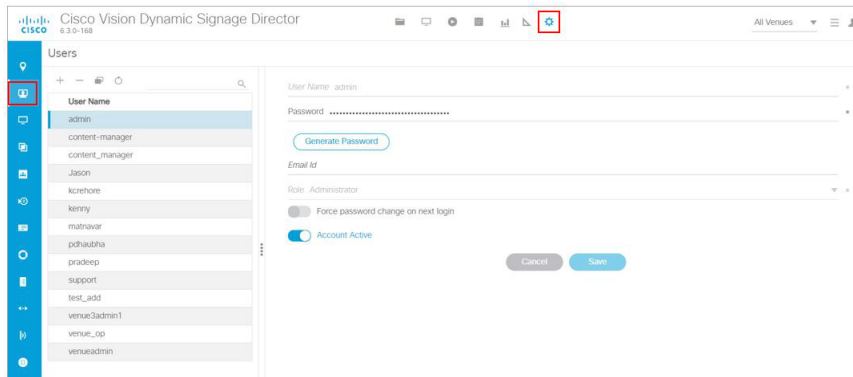 CISCO
Cisco Vision Dynamic Signage Director
6.3.0-168
All Venues
Users
User Name
admin
content-manager
content_manager
Jason
kcrehore
kenny
matnavar
pdhaubha
pradeep
support
test_add
venue3admin1
venue_op
venueadmin
User Name admin
Password ••••••••••••••••••••••••••••••••••••
Generate Password
Email Id
Role Administrator
Force password change on next login
Account Active
Cancel Save